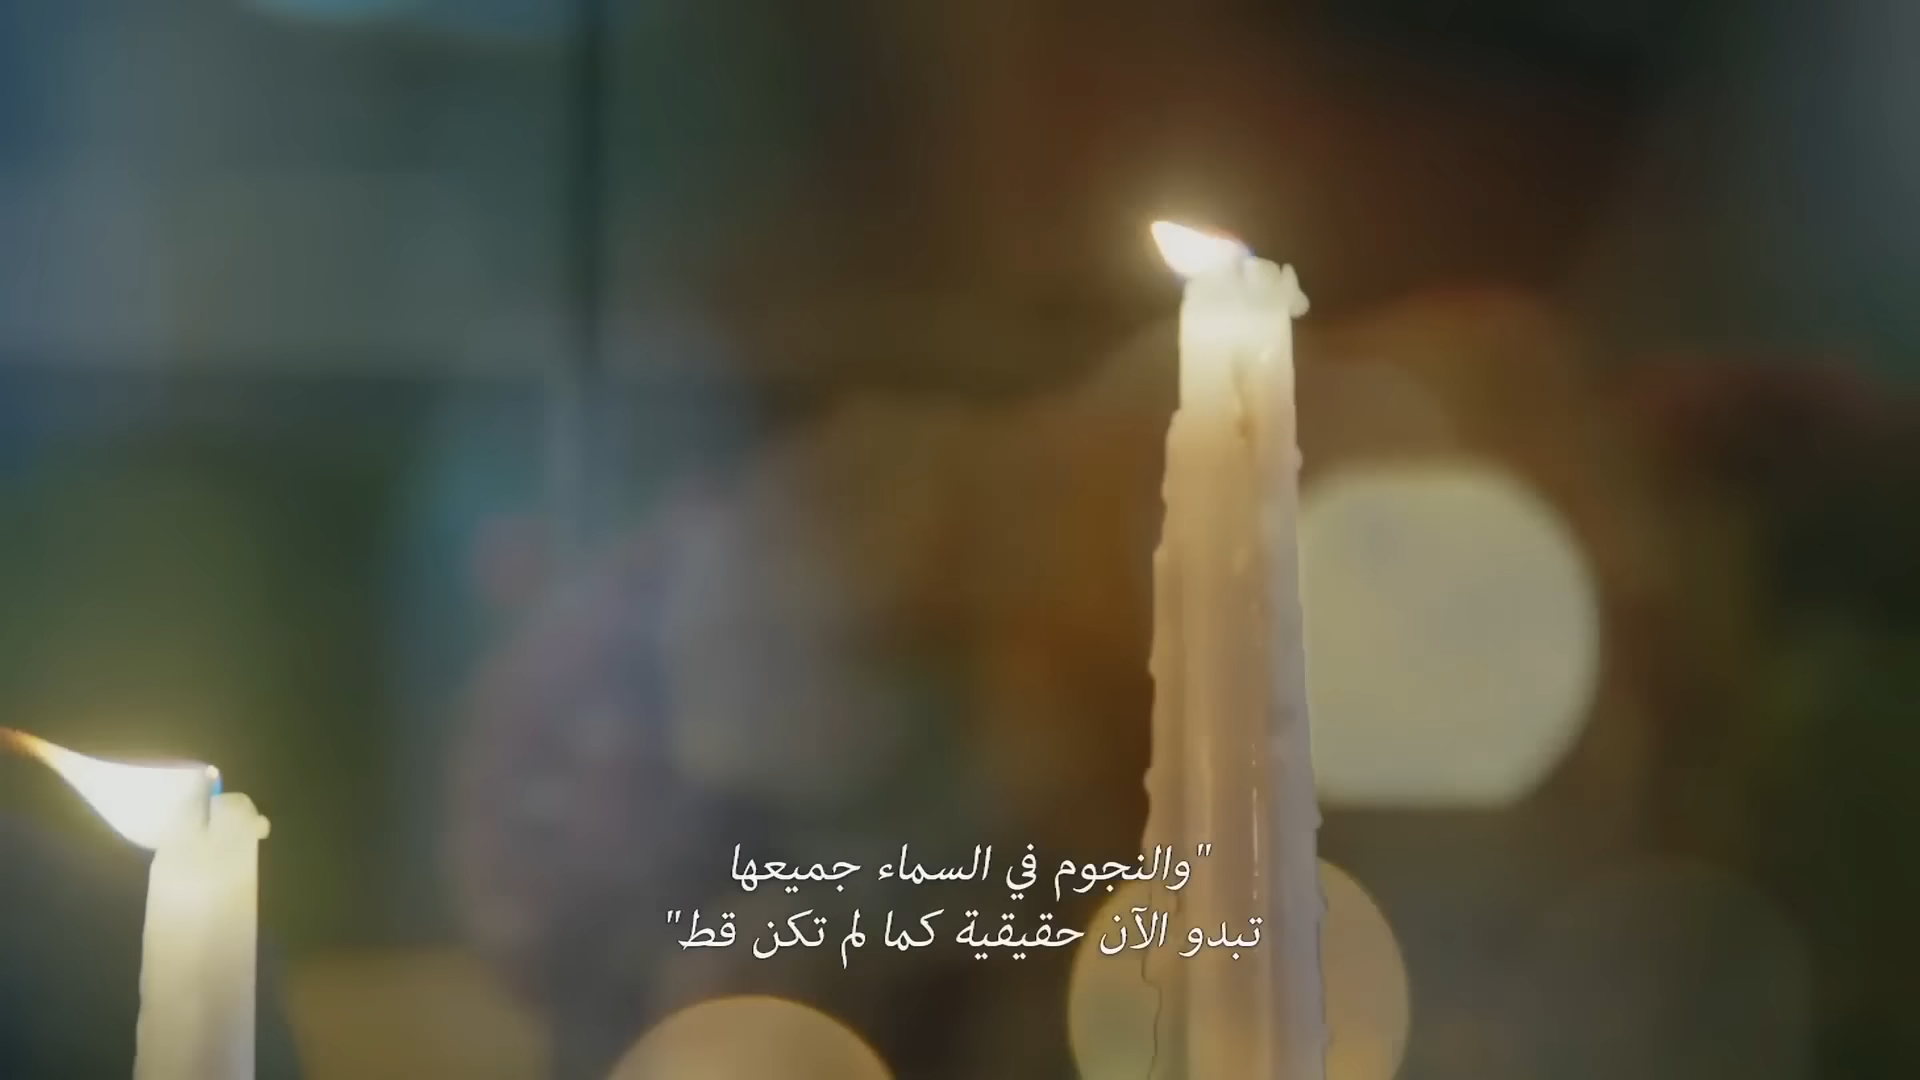 "والنجوم في السماء جميعها
تبدو الآن حقيقية كما لم تكن قط"